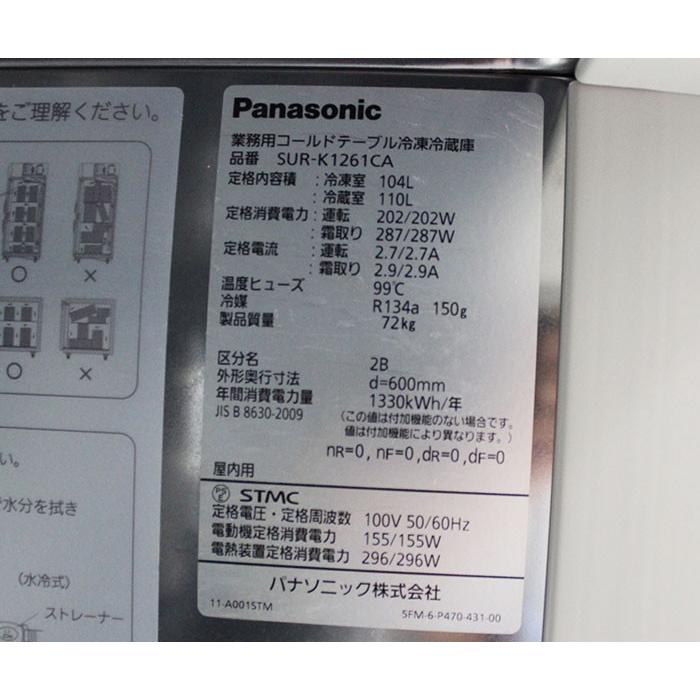 をご理解ください。
○ ×
○ ×
い。
で水分を拭き
(水冷式)
ストレーナー
Panasonic
業務用コールドテーブル冷凍冷蔵庫
品番 SUR-K1261CA
定格内容積 : 冷凍室 104L
: 冷蔵室 110L
定格消費電力 : 運転 202/202W
: 霜取り 287/287W
定格電流 : 運転 2.7/2.7A
: 霜取り 2.9/2.9A
温度ヒューズ 99℃
冷媒 R134a 150g
製品質量 72kg
区分名 2B
外形奥行寸法 d=600mm
年間消費電力量 1330kWh/年
JIS B 8630-2009 (この値は付加機能のない場合です。
値は付加機能により異なります。)
nR=0, nF=0, dR=0, dF=0
屋内用
PSE STMC
定格電圧・定格周波数 100V 50/60Hz
電動機定格消費電力 155/155W
電熱装置定格消費電力 296/296W
パナソニック株式会社
11-A001STM 5FM-6-P470-431-00